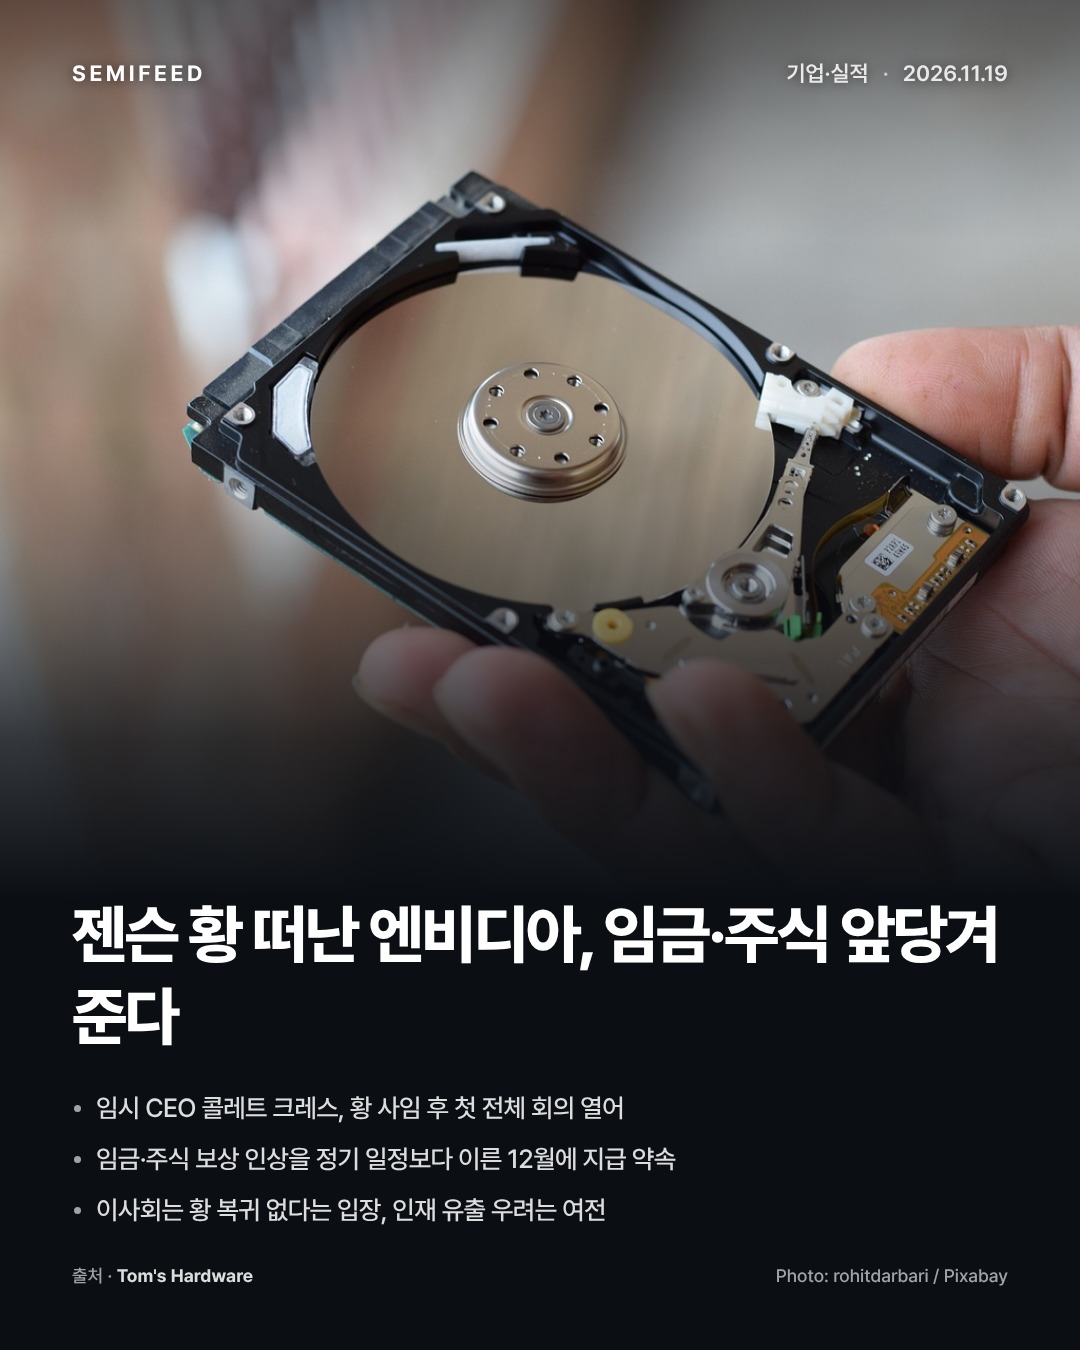 SEMIFEED
기업·실적 · 2026.11.19
젠슨 황 떠난 엔비디아, 임금·주식 앞당겨
준다
• 임시 CEO 콜레트 크레스, 황 사임 후 첫 전체 회의 열어
• 임금·주식 보상 인상을 정기 일정보다 이른 12월에 지급 약속
• 이사회는 황 복귀 없다는 입장, 인재 유출 우려는 여전
출처 · Tom's Hardware
Photo: rohitdarbari / Pixabay